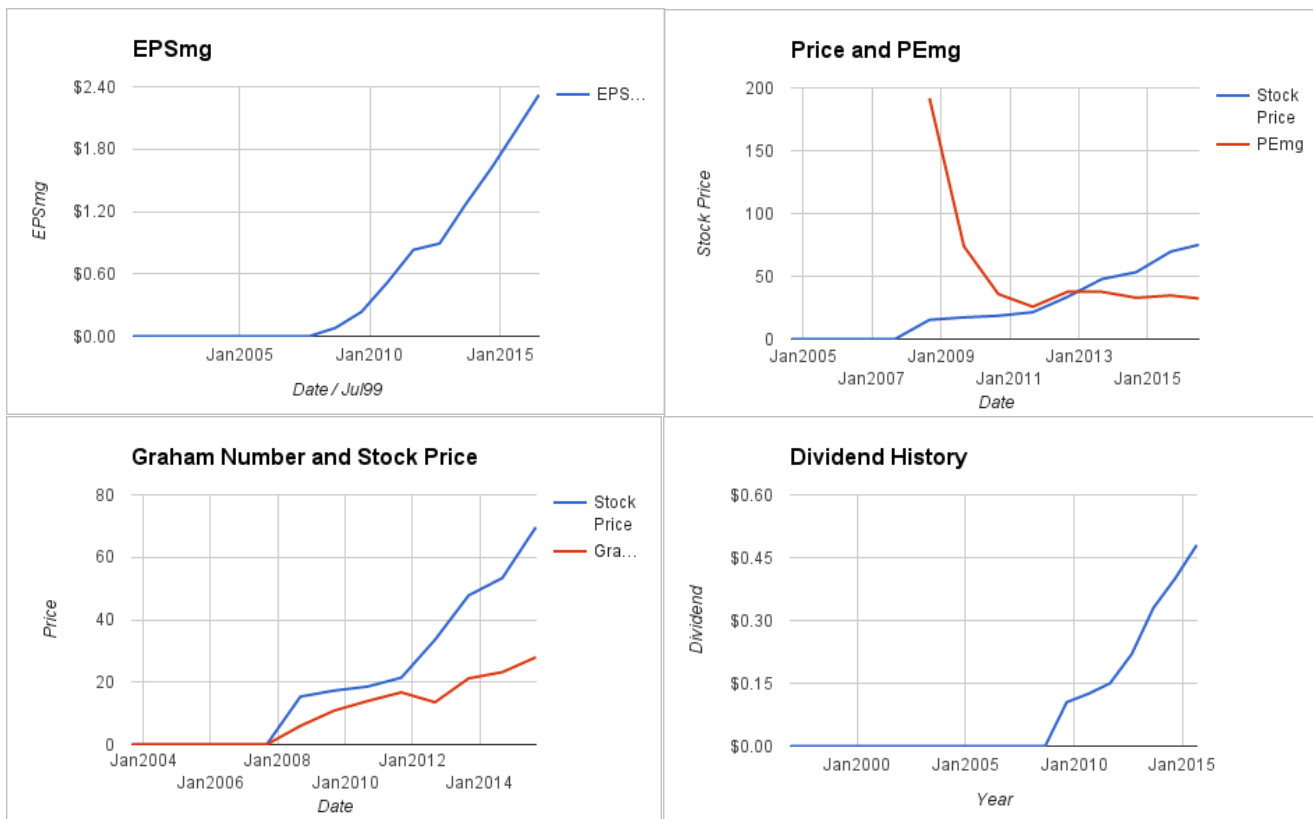 EPSmg
$2.40
$1.80
$1.20
$0.60
$0.00
EPSmg
EPS...
Jan2005
Jan2010
Jan2015
Date / Jul99
Price and PEmg
200
150
100
50
0
Stock Price
Stock
Price
PEmg
Jan2005
Jan2009
Jan2013
Jan2007
Jan2011
Jan2015
Date
Graham Number and Stock Price
80
60
40
20
0
Price
Stock
Price
Gra...
Jan2004
Jan2008
Jan2012
Jan2006
Jan2010
Jan2014
Date
Dividend History
$0.60
$0.45
$0.30
$0.15
$0.00
Dividend
Jan2000
Jan2005
Jan2010
Jan2015
Year